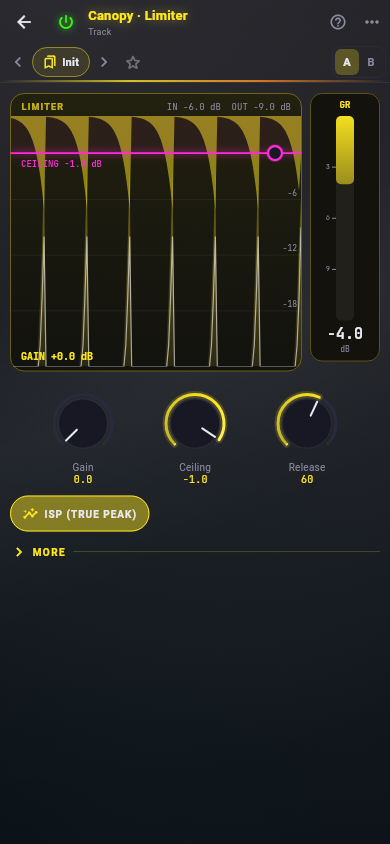 Canopy · Limiter
Track
Init
A B
LIMITER IN -6.0 dB OUT -9.0 dB
GR
CEILING -1.0 dB
3
-6
6
-12
9
-18
-4.0
dB
GAIN +0.0 dB
Gain Ceiling Release
0.0 -1.0 60
ISP (TRUE PEAK)
MORE